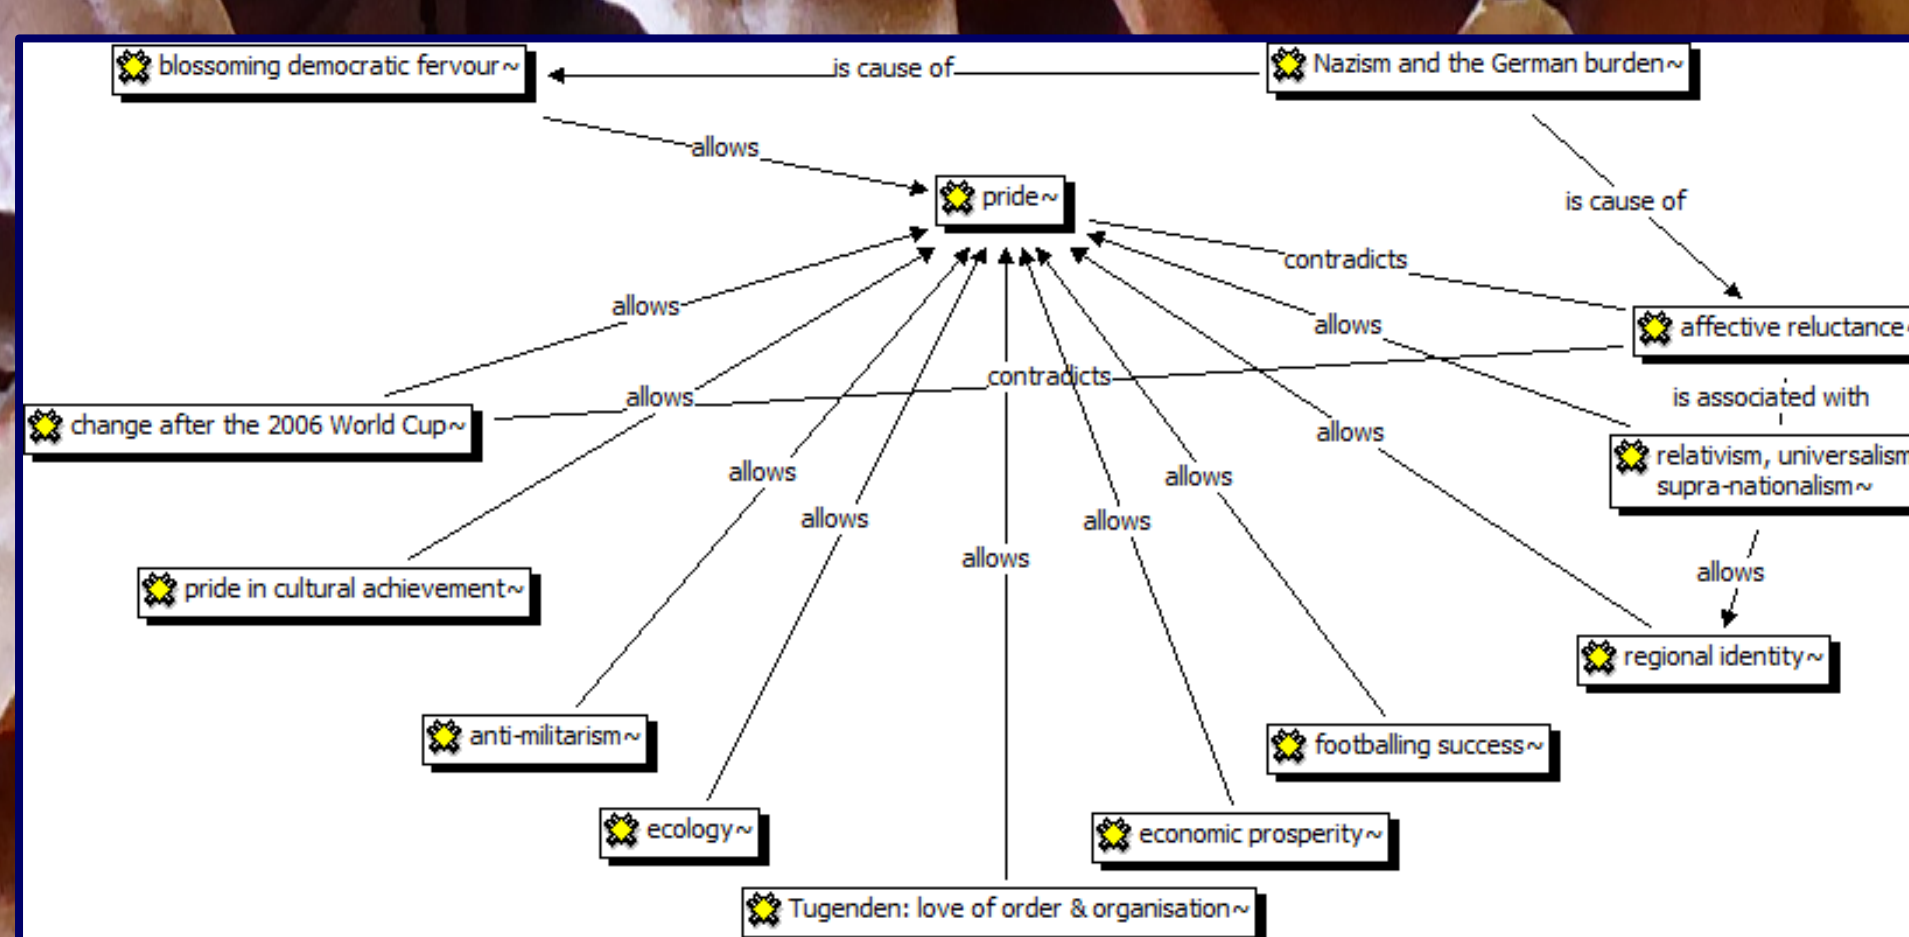 blossoming democratic fervour~
is cause of
Nazism and the German burden~
allows
pride~
is cause of
contradicts
allows
allows
affective reluctance
contradicts
allows
is associated with
change after the 2006 World Cup~
allows
relativism, universalism
supra-nationalism~
allows
allows
allows
allows
allows
allows
pride in cultural achievement~
regional identity~
anti-militarism~
footballing success~
ecology~
economic prosperity~
Tugenden: love of order & organisation~